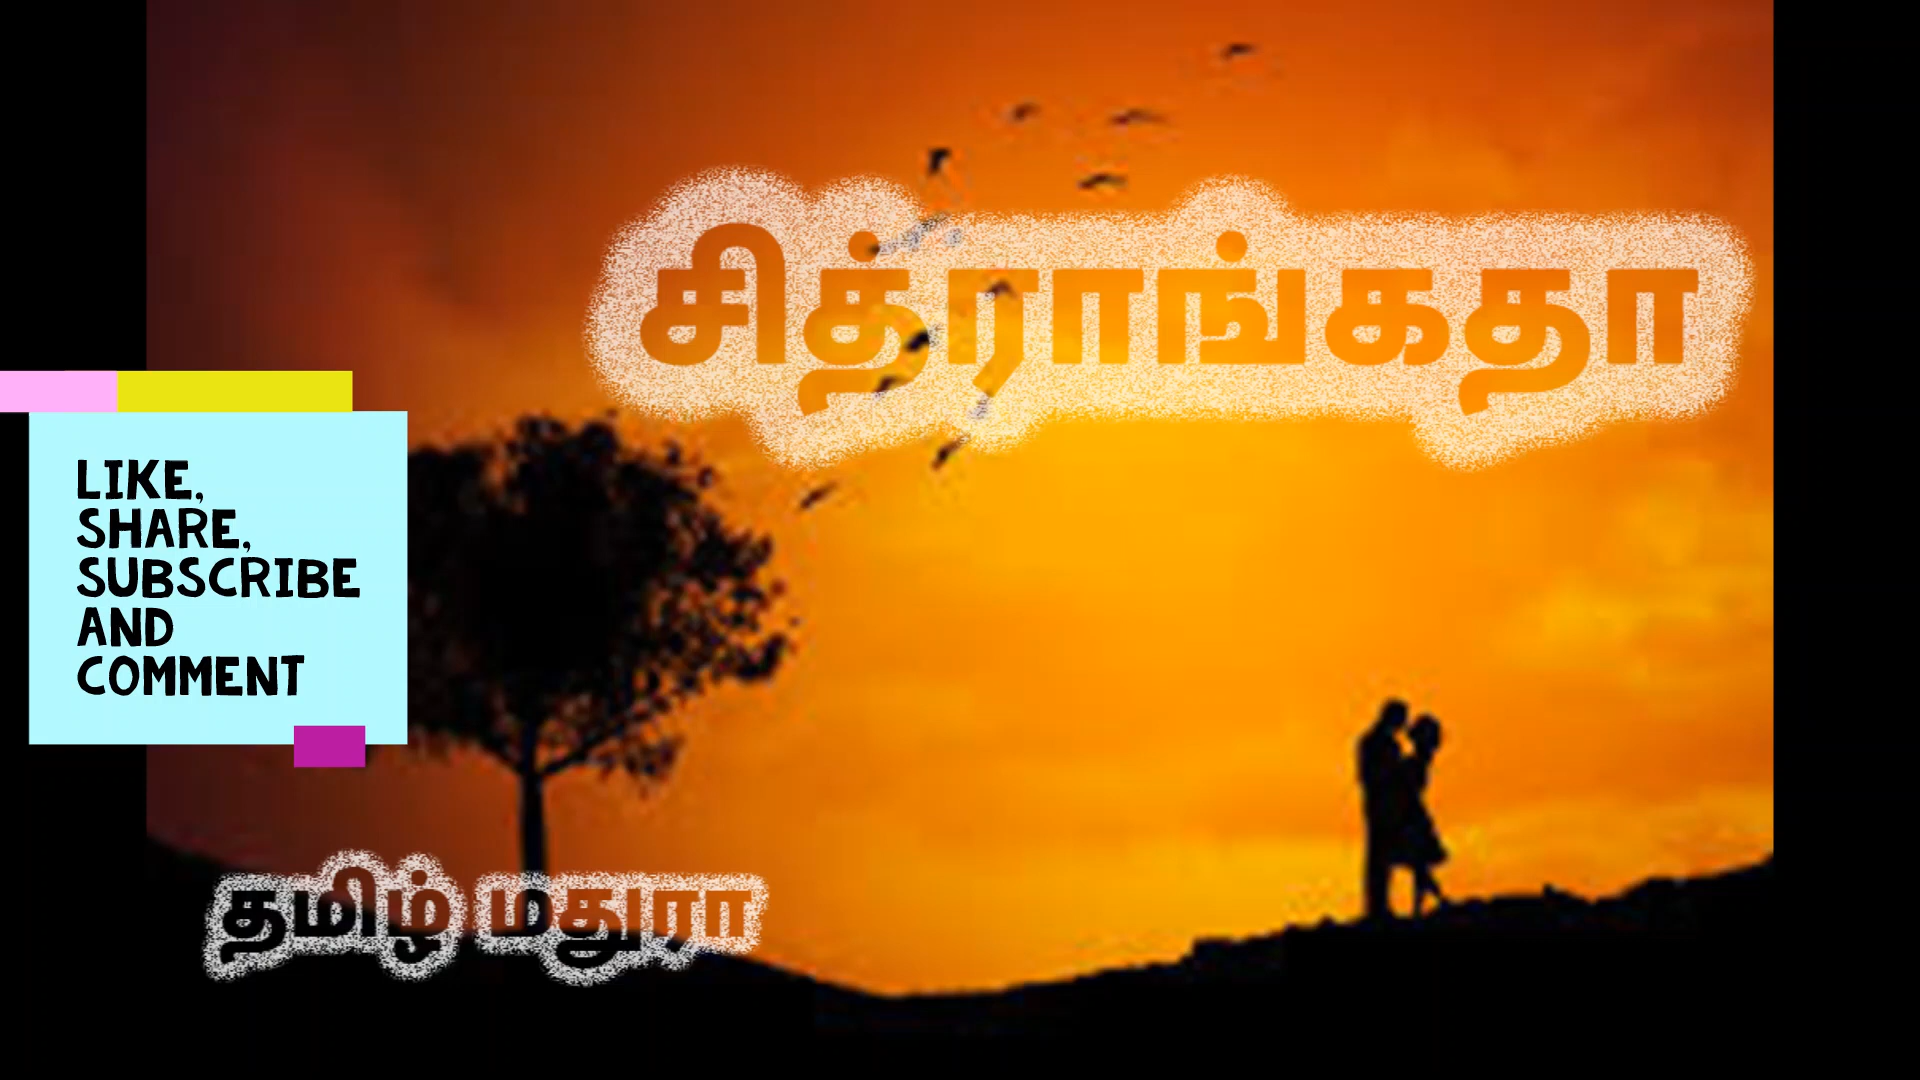 சித்ராங்கதா
LIKE,
SHARE,
SUBSCRIBE
AND
COMMENT
தமிழ் மதுரா